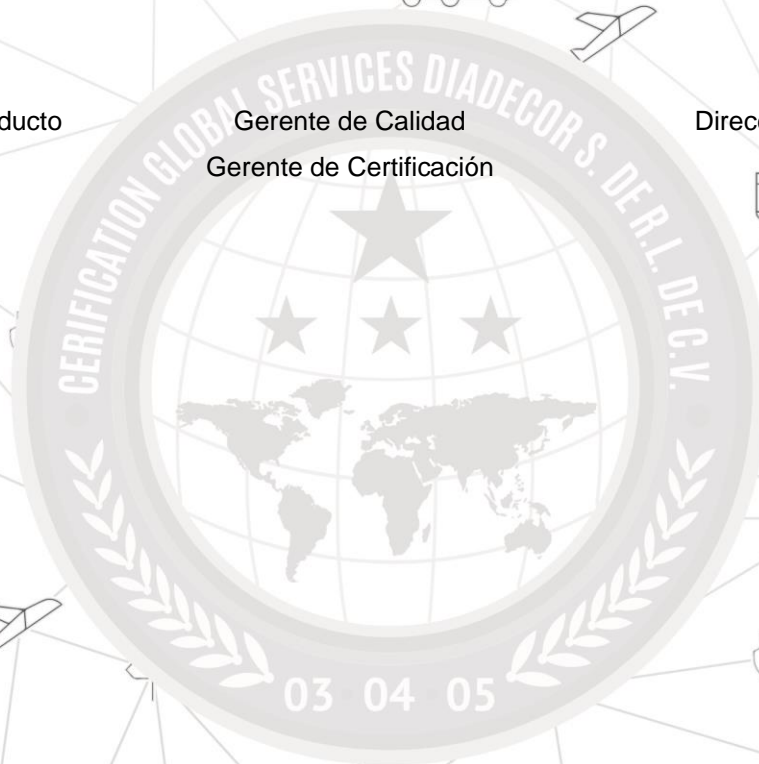 ducto Gerente de Calidad Direc
Gerente de Certificación
CERIFICATION GLOBAL SERVICES DIADECOR S. DE R.L. DE C.V.
03 04 05